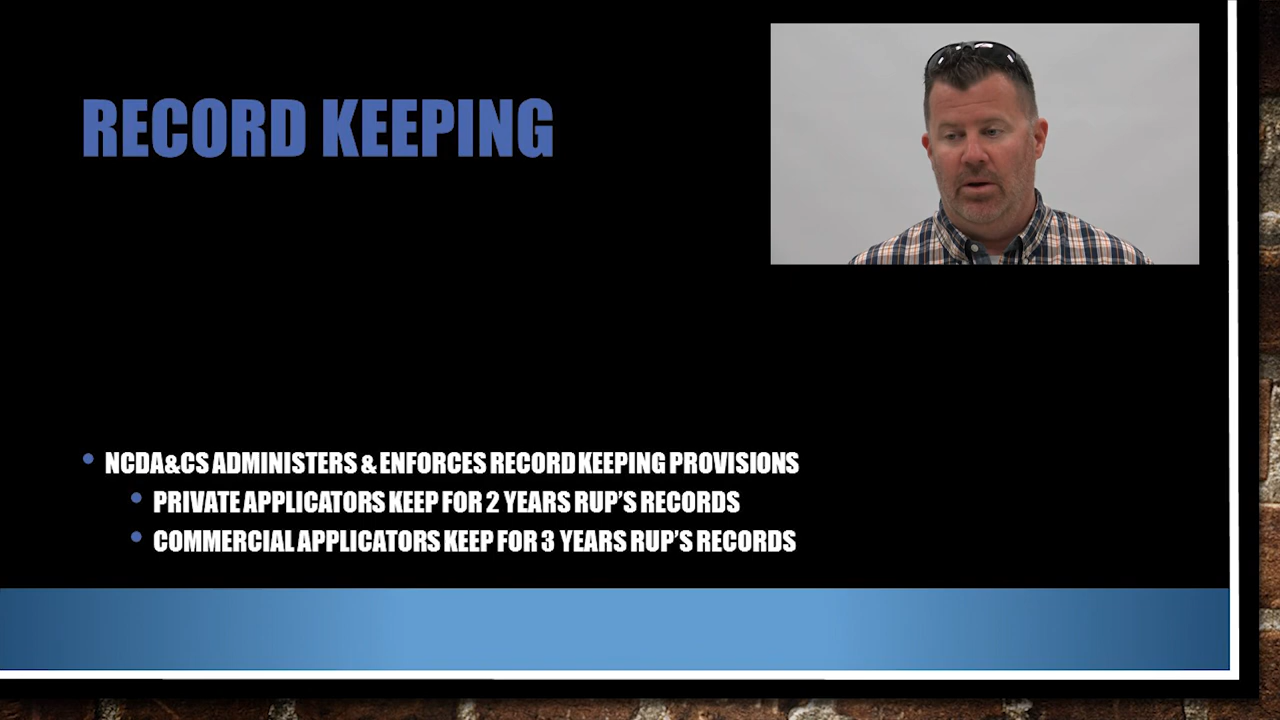 RECORD KEEPING
NCDA&CS ADMINISTERS & ENFORCES RECORD KEEPING PROVISIONS
PRIVATE APPLICATORS KEEP FOR 2 YEARS RUP'S RECORDS
COMMERCIAL APPLICATORS KEEP FOR 3 YEARS RUP'S RECORDS